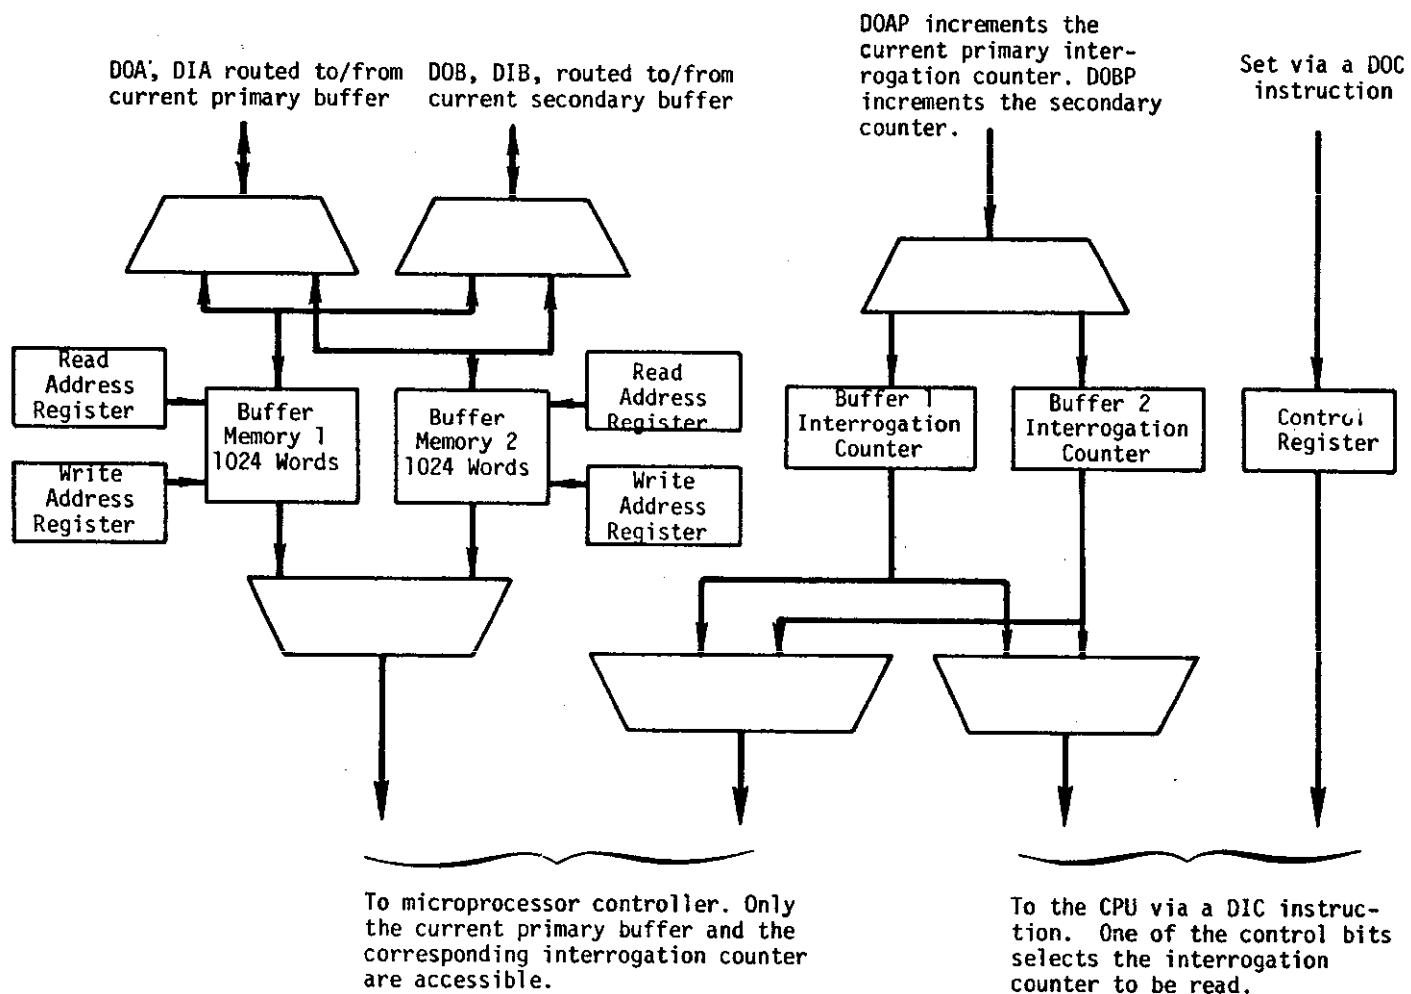 DOA, DIA routed to/from
current primary buffer
DOB, DIB, routed to/from
current secondary buffer
DOAP increments the
current primary inter-
rogation counter. DOBP
increments the secondary
counter.
Set via a DOC
instruction
Read
Address
Register
Write
Address
Register
Buffer
Memory 1
1024 Words
Buffer
Memory 2
1024 Words
Read
Address
Register
Write
Address
Register
Buffer 1
Interrogation
Counter
Buffer 2
Interrogation
Counter
Control
Register
To microprocessor controller. Only
the current primary buffer and the
corresponding interrogation counter
are accessible.
To the CPU via a DIC instruc-
tion. One of the control bits
selects the interrogation
counter to be read.